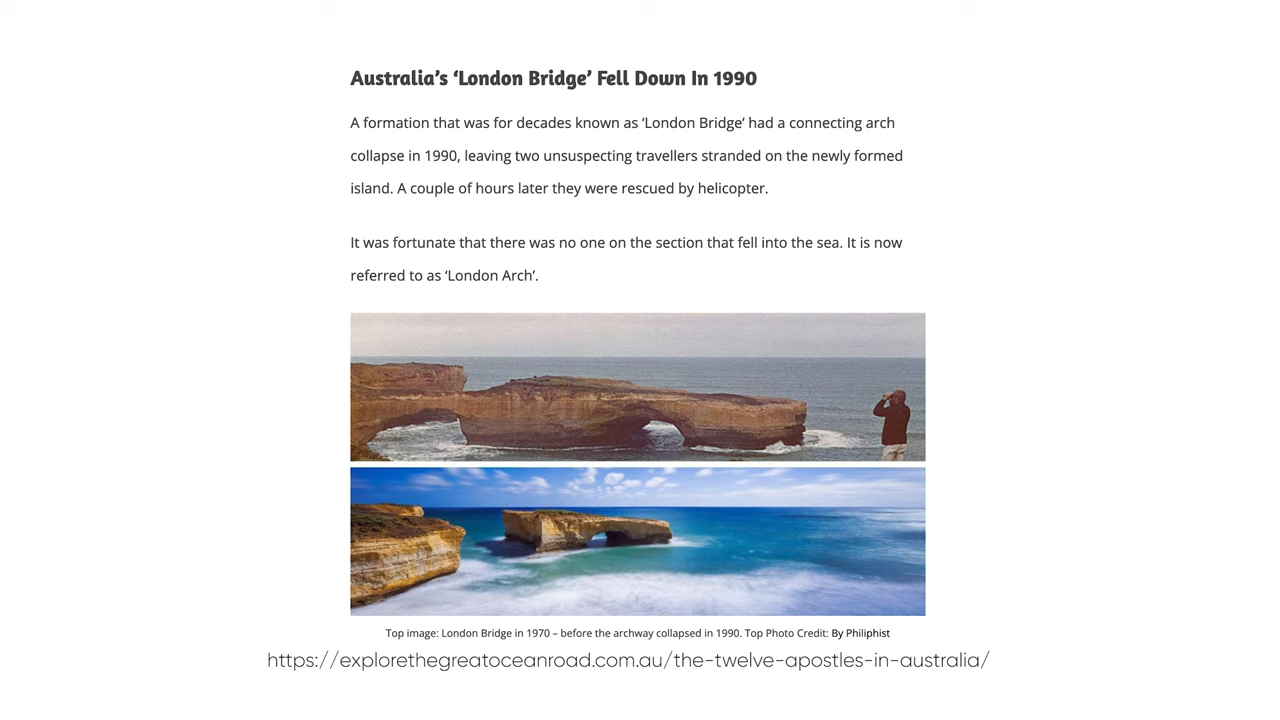 Australia’s ‘London Bridge’ Fell Down In 1990
A formation that was for decades known as ‘London Bridge’ had a connecting arch
collapse in 1990, leaving two unsuspecting travellers stranded on the newly formed
island. A couple of hours later they were rescued by helicopter.
It was fortunate that there was no one on the section that fell into the sea. It is now
referred to as ‘London Arch’.
Top image: London Bridge in 1970 – before the archway collapsed in 1990. Top Photo Credit: By Philiphist
https://explorethegreatoceanroad.com.au/the-twelve-apostles-in-australia/